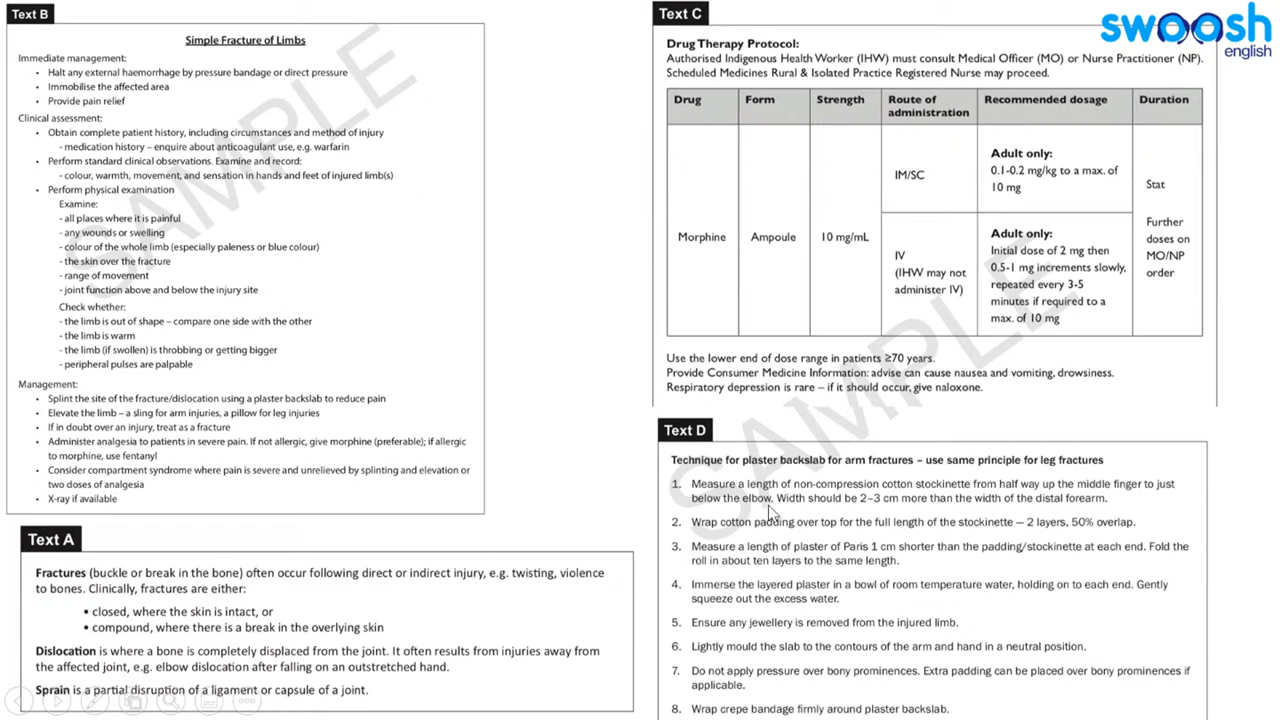 Text B
Simple Fracture of Limbs
Immediate management:
• Halt any external haemorrhage by pressure bandage or direct pressure
• Immobilise the affected area
• Provide pain relief
Clinical assessment:
• Obtain complete patient history, including circumstances and method of injury
- medication history – enquire about anticoagulant use, e.g. warfarin
• Perform standard clinical observations. Examine and record:
- colour, warmth, movement, and sensation in hands and feet of injured limb(s)
• Perform physical examination
Examine:
- all places where it is painful
- any wounds or swelling
- colour of the whole limb (especially paleness or blue colour)
- the skin over the fracture
- range of movement
- joint function above and below the injury site
Check whether:
- the limb is out of shape – compare one side with the other
- the limb is warm
- the limb (if swollen) is throbbing or getting bigger
- peripheral pulses are palpable
Management:
• Splint the site of the fracture/dislocation using a plaster backslab to reduce pain
• Elevate the limb – a sling for arm injuries, a pillow for leg injuries
• If in doubt over an injury, treat as a fracture
• Administer analgesia to patients in severe pain. If not allergic, give morphine (preferable); if allergic
to morphine, use fentanyl
• Consider compartment syndrome where pain is severe and unrelieved by splinting and elevation or
two doses of analgesia
• X-ray if available
SAMPLE
Text A
Fractures (buckle or break in the bone) often occur following direct or indirect injury, e.g. twisting, violence
to bones. Clinically, fractures are either:
• closed, where the skin is intact, or
• compound, where there is a break in the overlying skin
Dislocation is where a bone is completely displaced from the joint. It often results from injuries away from
the affected joint, e.g. elbow dislocation after falling on an outstretched hand.
Sprain is a partial disruption of a ligament or capsule of a joint.
Text C
swoosh
english
Drug Therapy Protocol:
Authorised Indigenous Health Worker (IHW) must consult Medical Officer (MO) or Nurse Practitioner (NP).
Scheduled Medicines Rural & Isolated Practice Registered Nurse may proceed.
Drug Form Strength Route of administration Recommended dosage Duration
Morphine Ampoule 10 mg/mL
IM/SC
Adult only:
0.1-0.2 mg/kg to a max. of
10 mg
IV
(IHW may not
administer IV)
Adult only:
Initial dose of 2 mg then
0.5-1 mg increments slowly,
repeated every 3-5
minutes if required to a
max. of 10 mg
Stat
Further
doses on
MO/NP
order
Use the lower end of dose range in patients ≥70 years.
Provide Consumer Medicine Information: advise can cause nausea and vomiting, drowsiness.
Respiratory depression is rare – if it should occur, give naloxone.
SAMPLE
Text D
Technique for plaster backslab for arm fractures – use same principle for leg fractures
1. Measure a length of non-compression cotton stockinette from half way up the middle finger to just
below the elbow. Width should be 2–3 cm more than the width of the distal forearm.
2. Wrap cotton padding over top for the full length of the stockinette — 2 layers, 50% overlap.
3. Measure a length of plaster of Paris 1 cm shorter than the padding/stockinette at each end. Fold the
roll in about ten layers to the same length.
4. Immerse the layered plaster in a bowl of room temperature water, holding on to each end. Gently
squeeze out the excess water.
5. Ensure any jewellery is removed from the injured limb.
6. Lightly mould the slab to the contours of the arm and hand in a neutral position.
7. Do not apply pressure over bony prominences. Extra padding can be placed over bony prominences if
applicable.
8. Wrap crepe bandage firmly around plaster backslab.